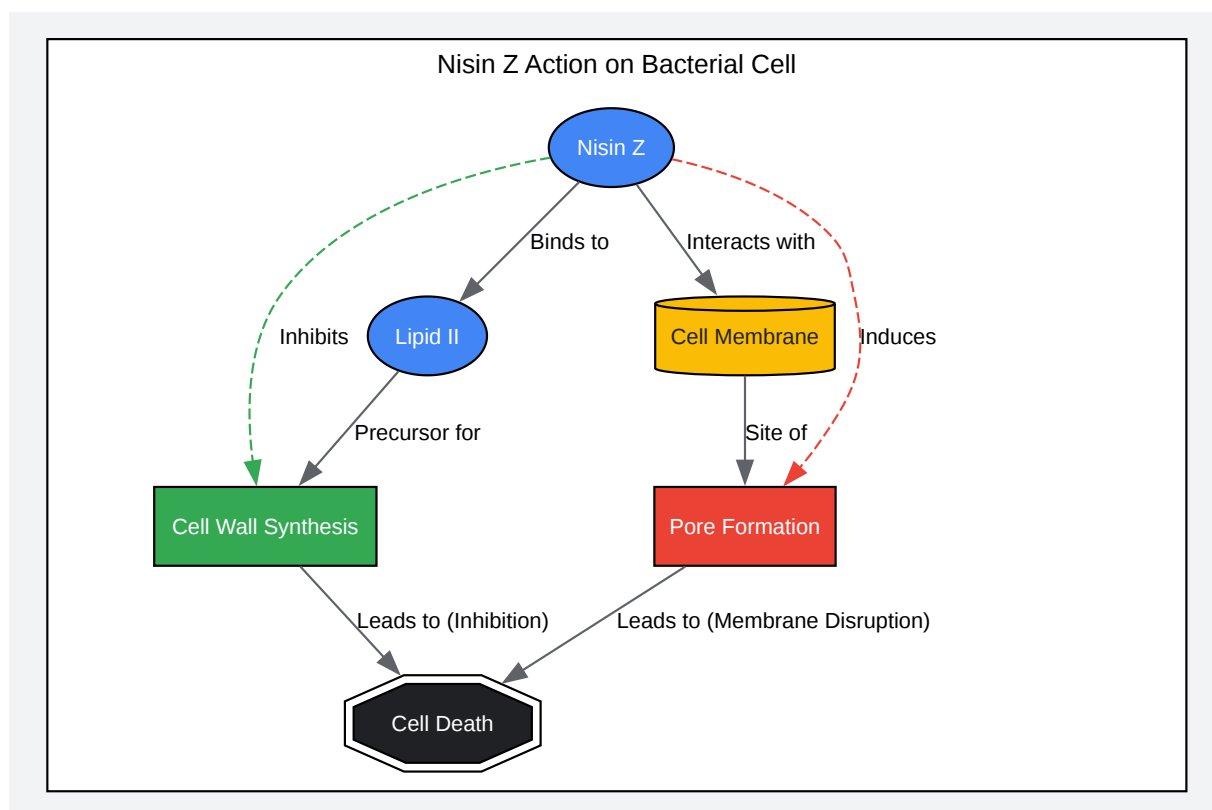 Nisin Z Action on Bacterial Cell
Nisin Z
Binds to
Interacts with
Inhibits
Lipid II
Cell Membrane
Induces
Precursor for
Site of
Cell Wall Synthesis
Pore Formation
Leads to (Inhibition)
Leads to (Membrane Disruption)
Cell Death